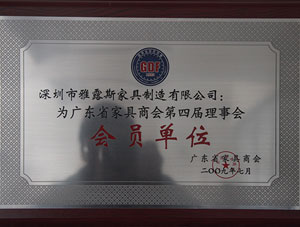 GDF
深圳市雅露斯家具制造有限公司：
为广东省家具商会第四届理事会
会员单位
广东省家具商会
二00九年七月